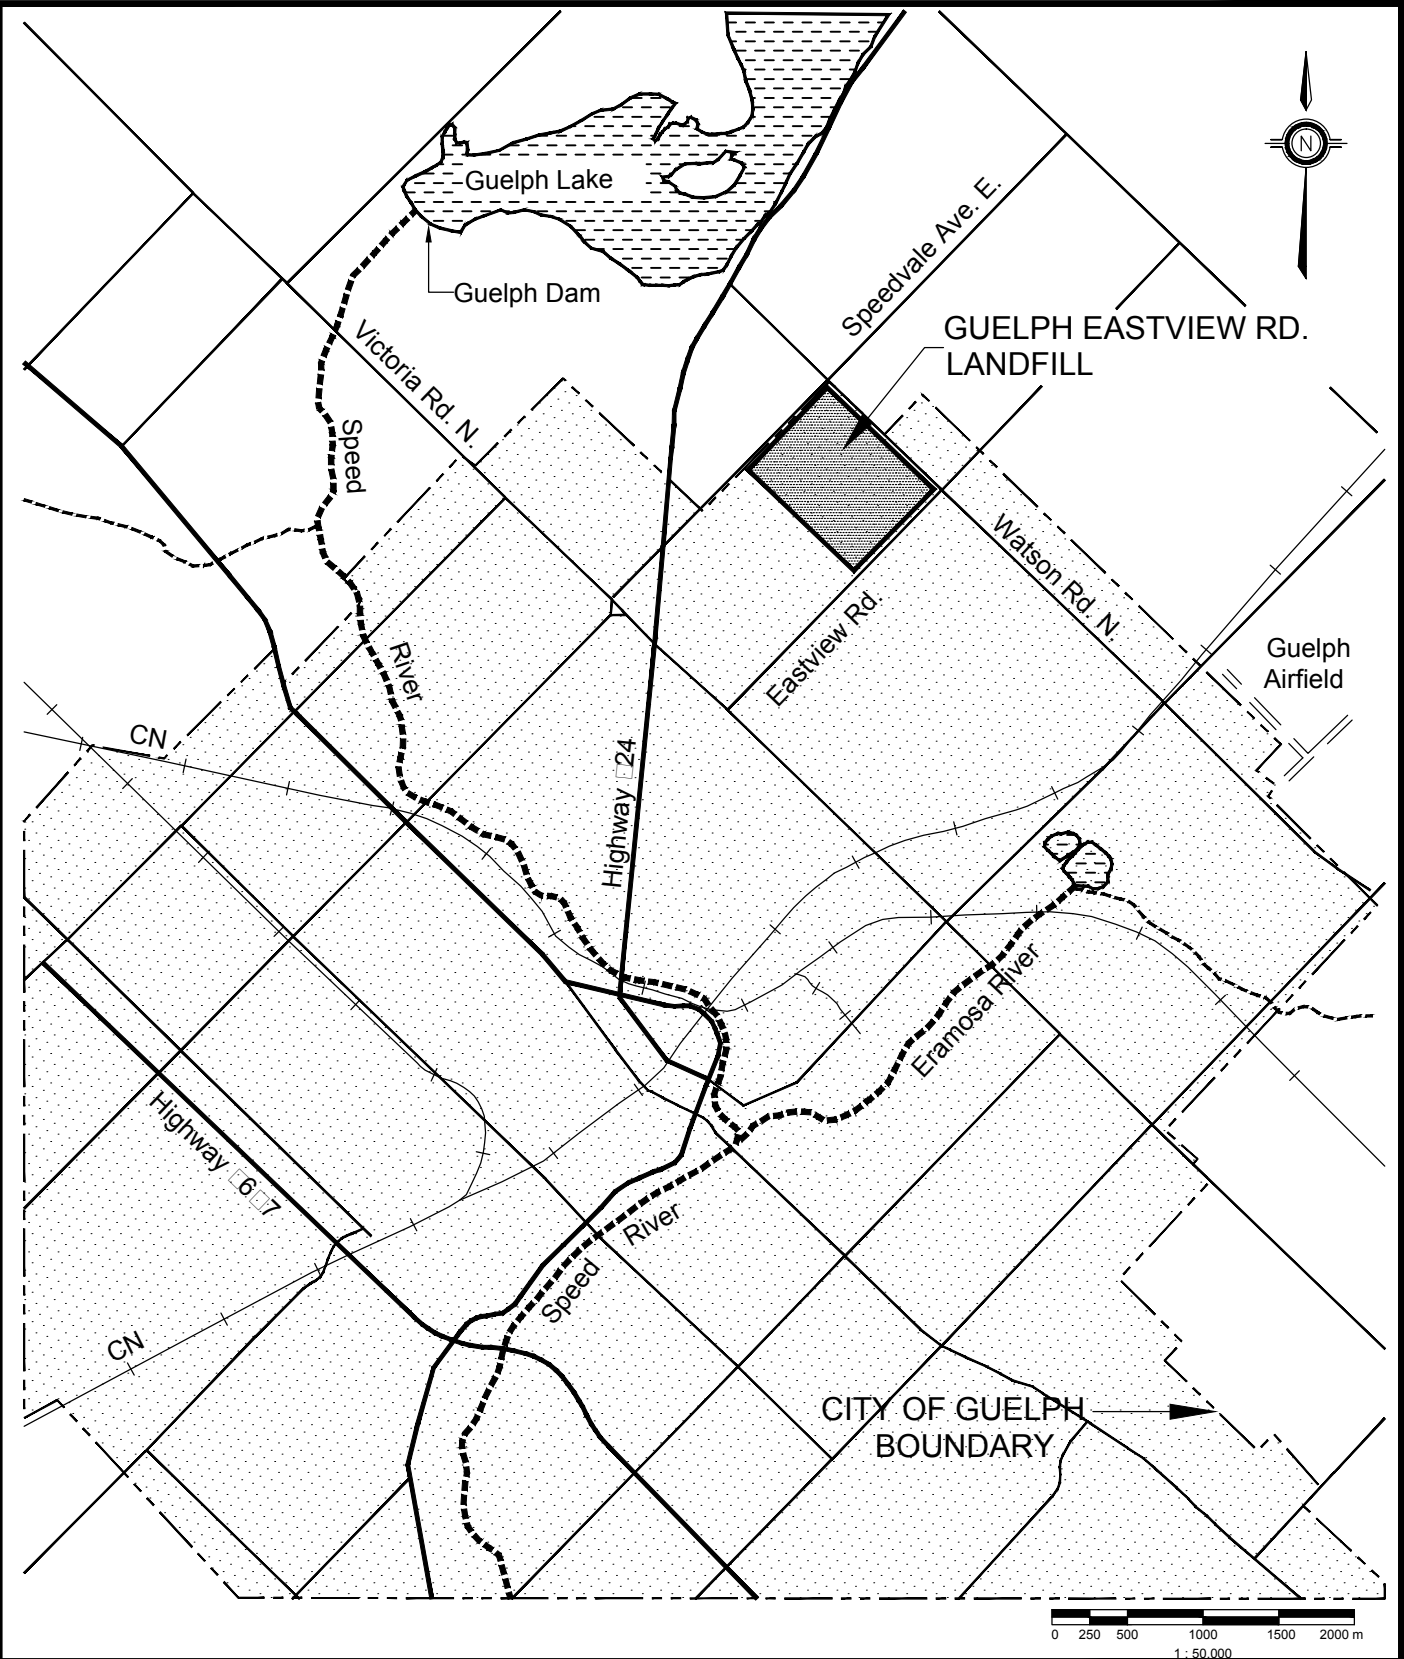 N
Guelph Lake
Guelph Dam
Speedvale Ave. E.
GUELPH EASTVIEW RD.
LANDFILL
Victoria Rd. N.
Speed
River
Watson Rd. N.
Eastview Rd.
Guelph
Airfield
CN
Highway □24
Eramosa River
Highway □6□7
River
Speed
CN
CITY OF GUELPH
BOUNDARY
0 250 500 1000 1500 2000 m
1 : 50,000